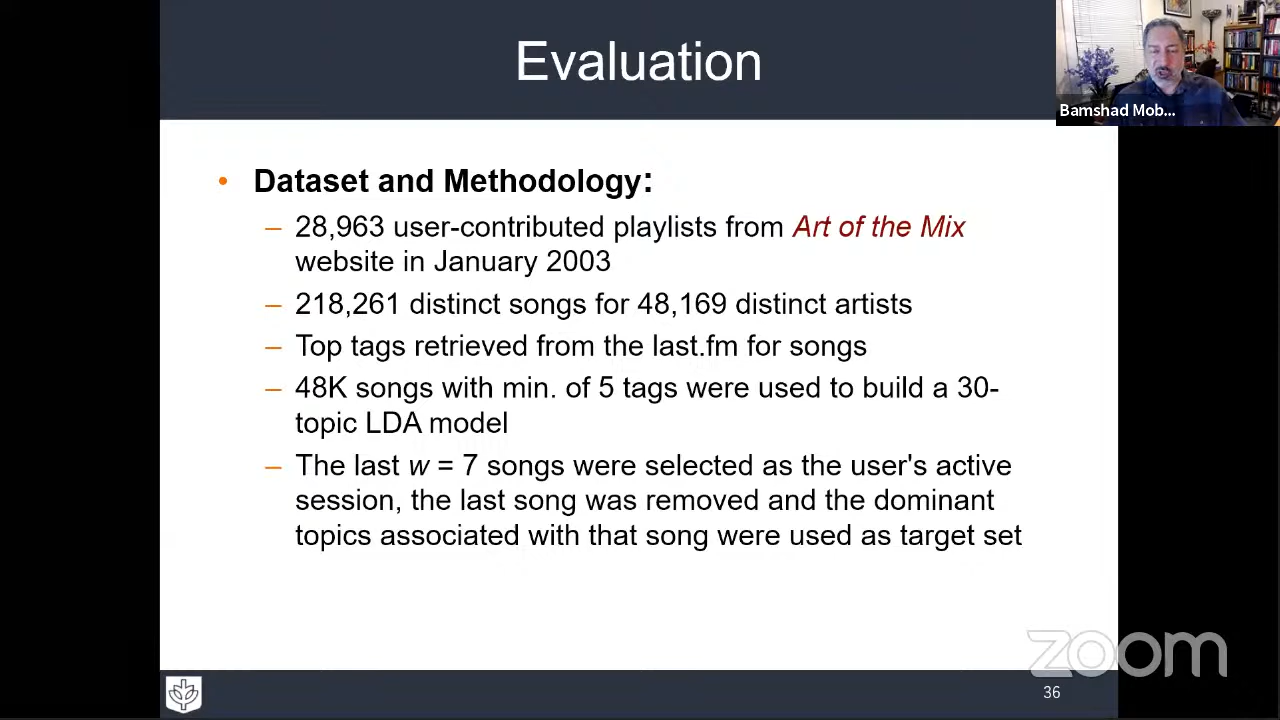 Evaluation
Bamshad Mob...
• Dataset and Methodology:
– 28,963 user-contributed playlists from Art of the Mix
website in January 2003
– 218,261 distinct songs for 48,169 distinct artists
– Top tags retrieved from the last.fm for songs
– 48K songs with min. of 5 tags were used to build a 30-
topic LDA model
– The last w = 7 songs were selected as the user's active
session, the last song was removed and the dominant
topics associated with that song were used as target set
zoom
36